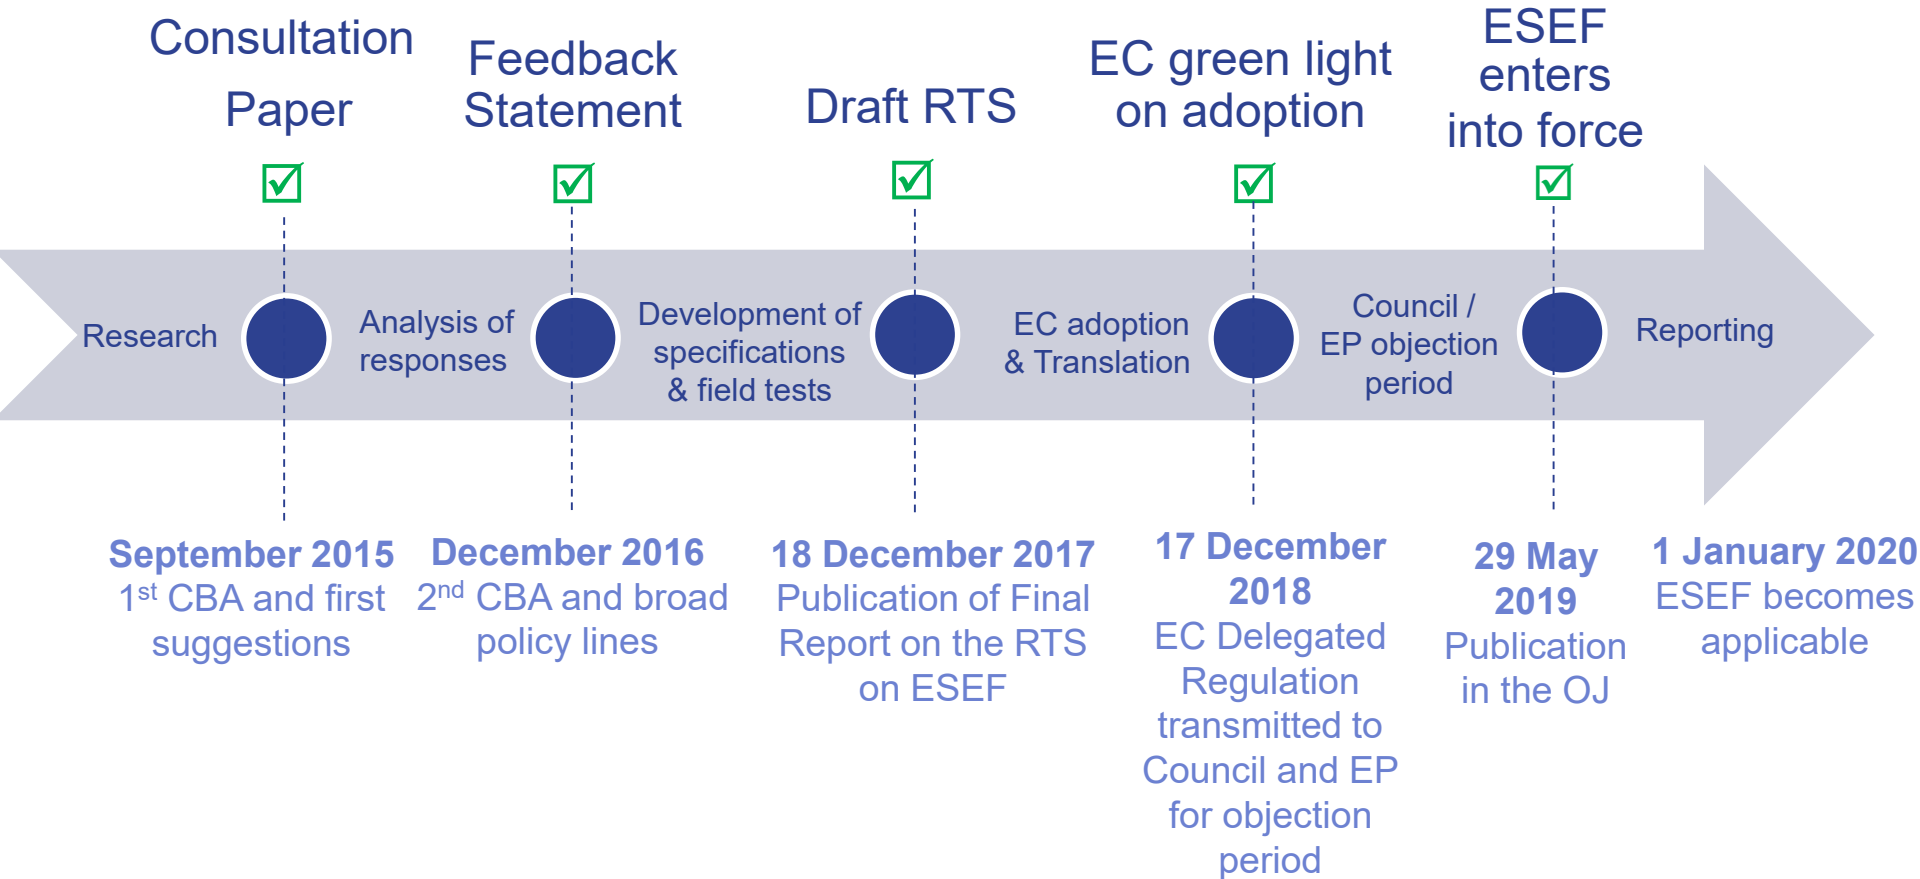 Consultation
Paper
Feedback
Statement
Draft RTS
EC green light
on adoption
ESEF
enters
into force
Research
Analysis of
responses
Development of
specifications
& field tests
EC adoption
& Translation
Council /
EP objection
period
Reporting
September 2015
1st CBA and first
suggestions
December 2016
2nd CBA and broad
policy lines
18 December 2017
Publication of Final
Report on the RTS
on ESEF
17 December
2018
EC Delegated
Regulation
transmitted to
Council and EP
for objection
period
29 May
2019
Publication
in the OJ
1 January 2020
ESEF becomes
applicable